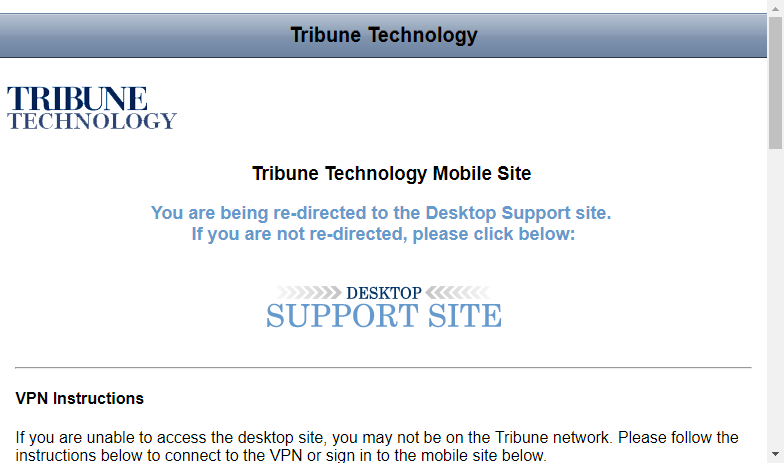 Tribune Technology
TRIBUNE
TECHNOLOGY
Tribune Technology Mobile Site
You are being re-directed to the Desktop Support site.
If you are not re-directed, please click below:
DESKTOP
SUPPORT SITE
VPN Instructions
If you are unable to access the desktop site, you may not be on the Tribune network. Please follow the
instructions below to connect to the VPN or sign in to the mobile site below.